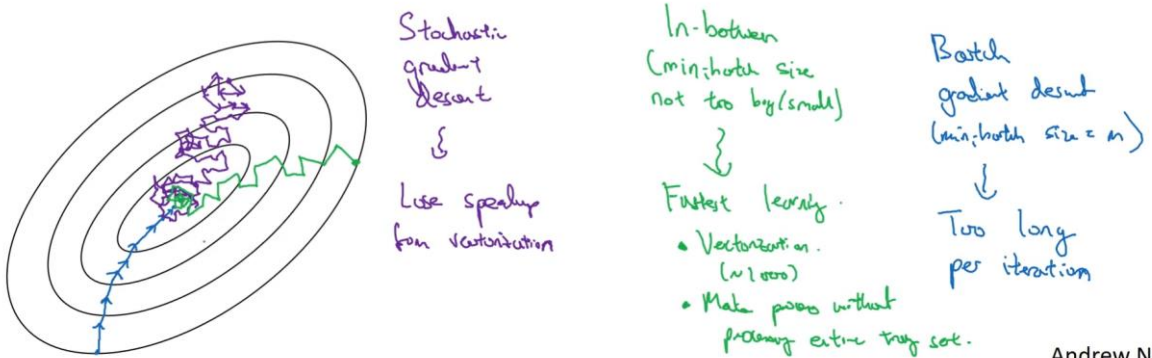 Stochastic
gradient
descent
Lose speedup
from vectorization
In-between
(mini-batch size
not too big/small)
Fastest learning.
• Vectorization.
(~1000)
• Make progress without
processing entire training set.
Batch
gradient descent
(mini-batch size = m)
Too long
per iteration
Andrew N